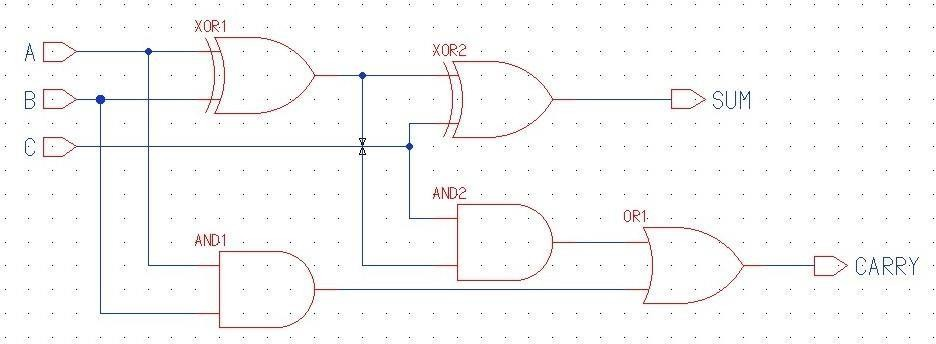 XOR1
A
XOR2
B
SUM
C
AND2
OR1
AND1
CARRY